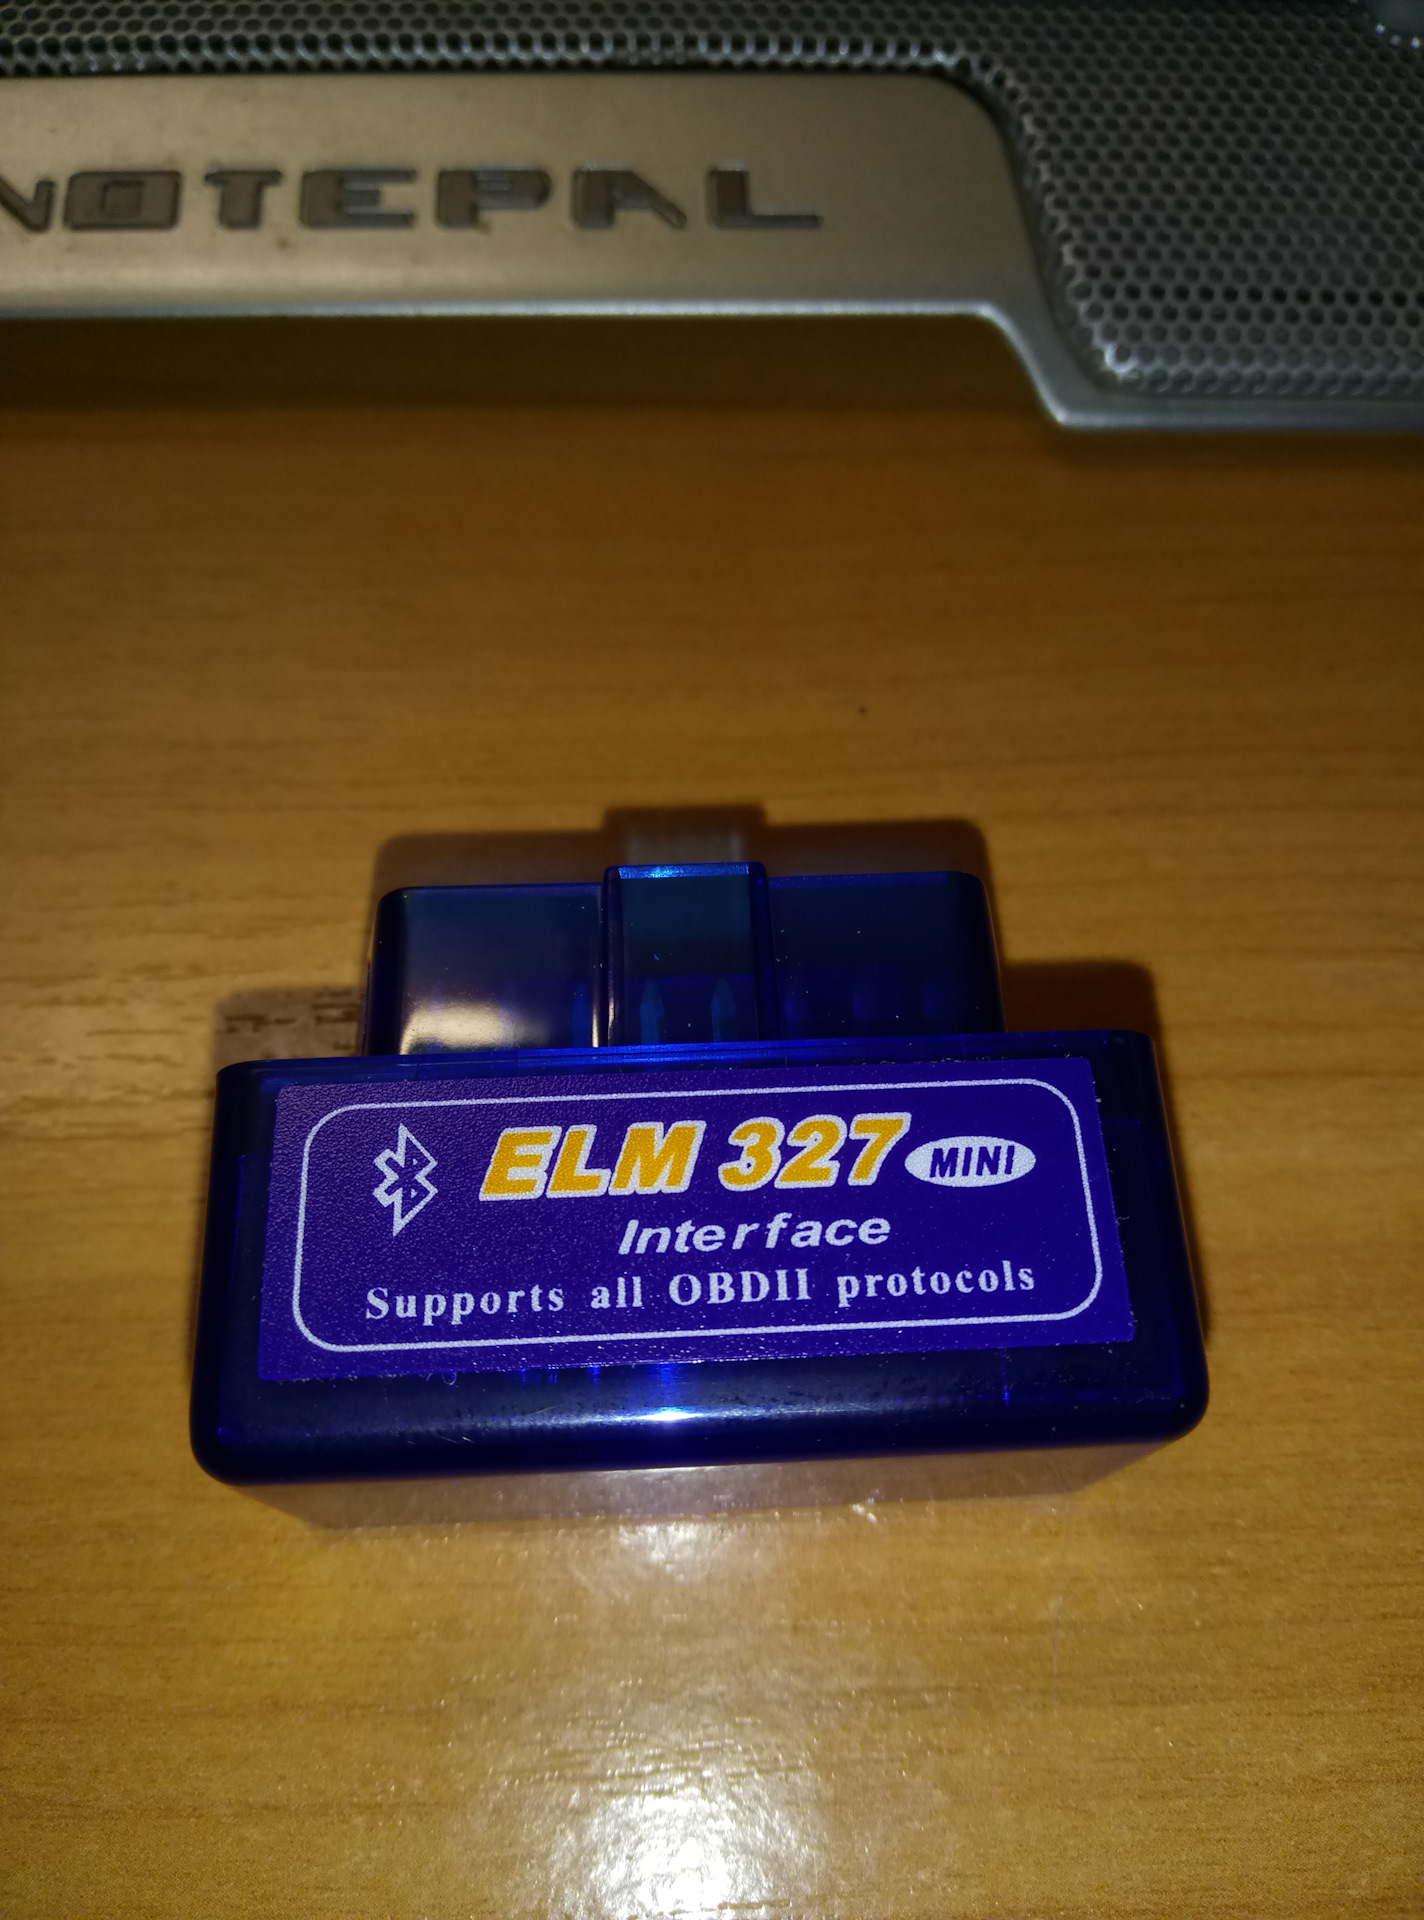 NOTEPAL
ELM 327 MINI
Interface
Supports all OBDII protocols